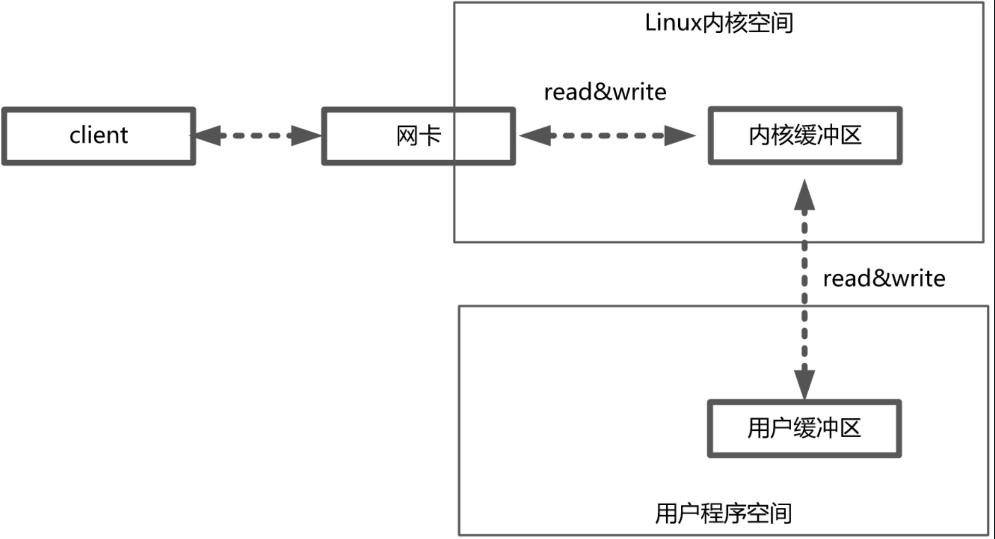 Linux内核空间
read&write
client
网卡
内核缓冲区
read&write
用户缓冲区
用户程序空间